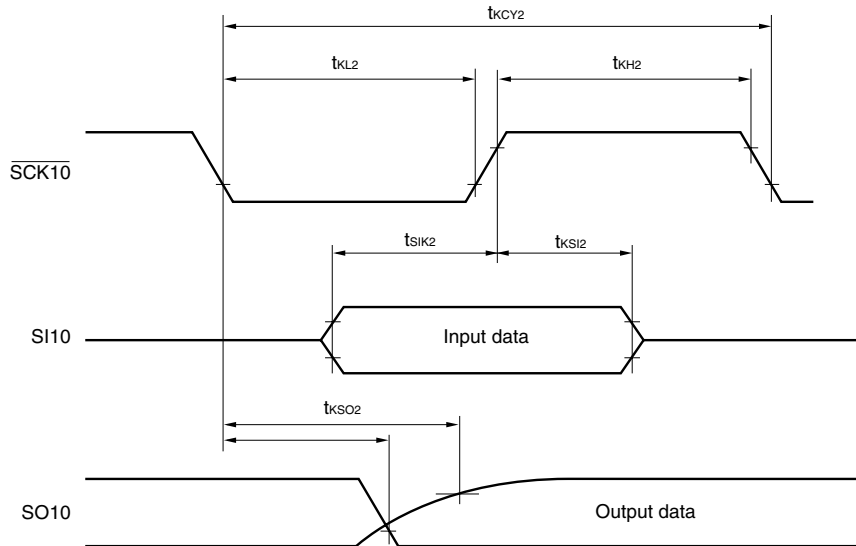 tKCY2
tKL2 tKH2
SCK10
tSIK2 tKSI2
SI10 Input data
tKSO2
SO10 Output data